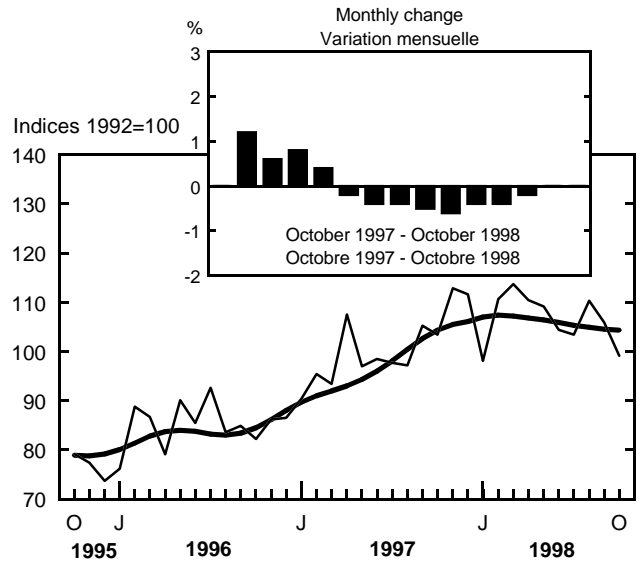 Monthly change
Variation mensuelle
%
3
2
1
0
-1
-2
October 1997 - October 1998
Octobre 1997 - Octobre 1998
Indices 1992=100
140
130
120
110
100
90
80
70
O J J J O
1995 1996 1997 1998